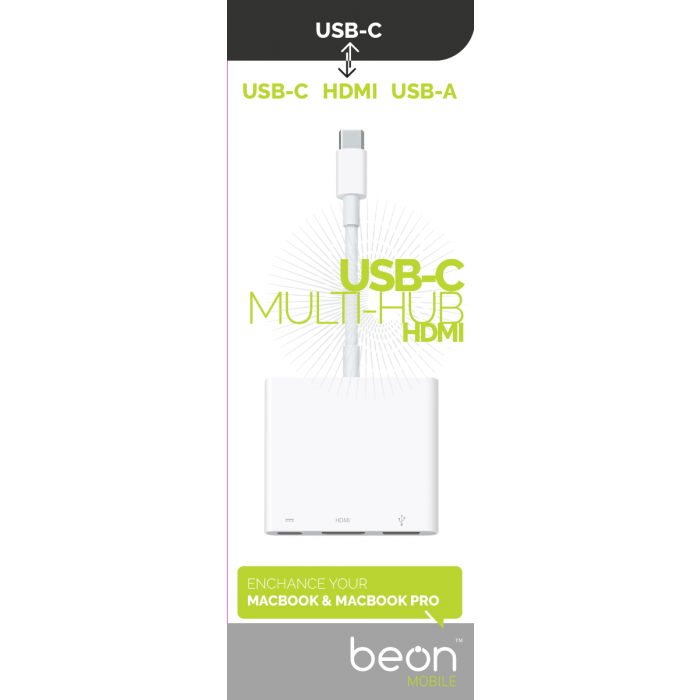 USB-C
USB-C HDMI USB-A
USB-C
MULTI-HUB
HDMI
HDMI
ENCHANCE YOUR
MACBOOK & MACBOOK PRO
beon™
MOBILE